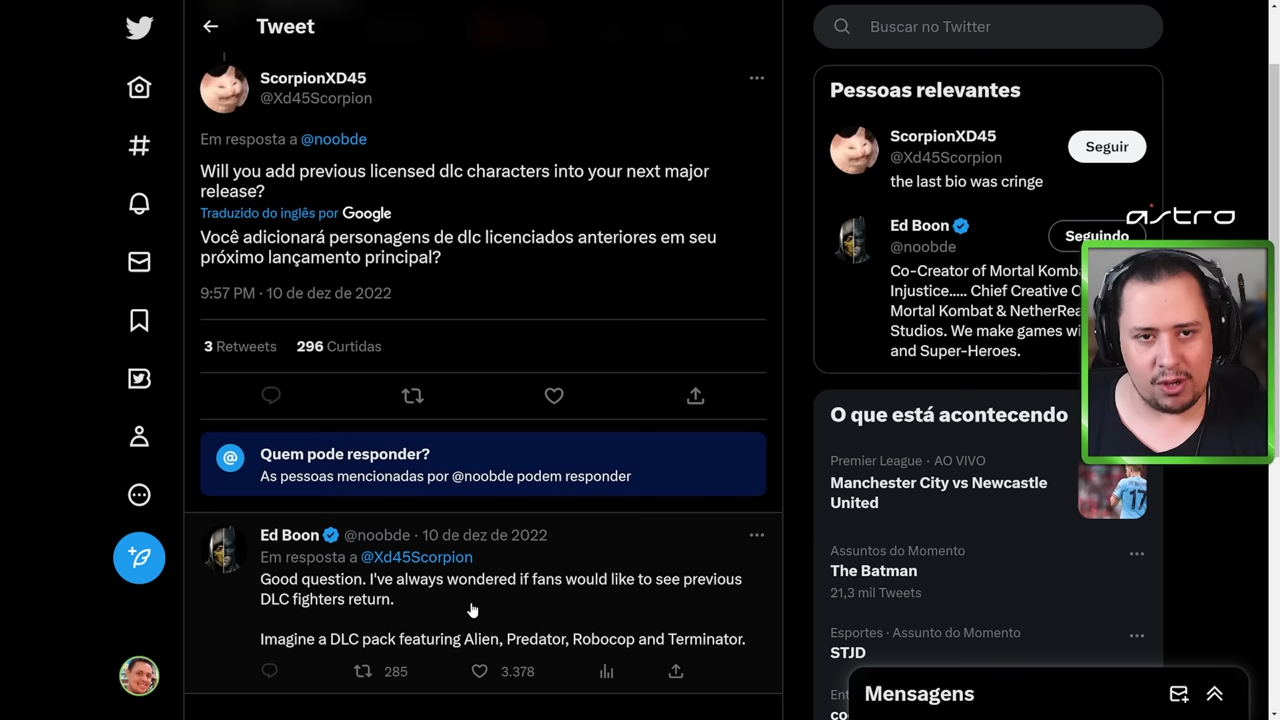 Tweet
ScorpionXD45
@Xd45Scorpion
Em resposta a @noobde
Will you add previous licensed dlc characters into your next major
release?
Traduzido do inglês por Google
Você adicionará personagens de dlc licenciados anteriores em seu
próximo lançamento principal?
9:57 PM · 10 de dez de 2022
3 Retweets 296 Curtidas
Quem pode responder?
As pessoas mencionadas por @noobde podem responder
Ed Boon @noobde · 10 de dez de 2022
Em resposta a @Xd45Scorpion
Good question. I've always wondered if fans would like to see previous
DLC fighters return.
Imagine a DLC pack featuring Alien, Predator, Robocop and Terminator.
285 3.378
Buscar no Twitter
Pessoas relevantes
ScorpionXD45
@Xd45Scorpion
Seguir
the last bio was cringe
astro
Ed Boon
@noobde
Seguindo
Co-Creator of Mortal Komba
Injustice..... Chief Creative
Mortal Kombat & NetherRea
Studios. We make games wi
and Super-Heroes.
O que está acontecendo
Premier League · AO VIVO
Manchester City vs Newcastle
United
17
Assuntos do Momento
The Batman
21,3 mil Tweets
Esportes · Assunto do Momento
STJD
Mensagens